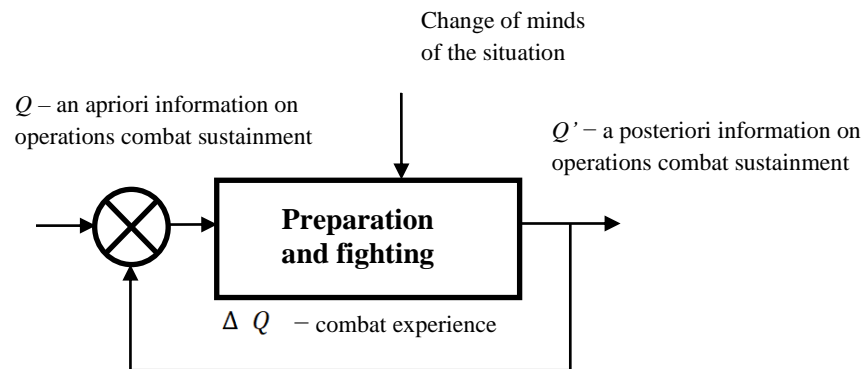 Change of minds
of the situation
Q – an apriori information on
operations combat sustainment
Q’ − a posteriori information on
operations combat sustainment
Preparation
and fighting
Δ Q − combat experience